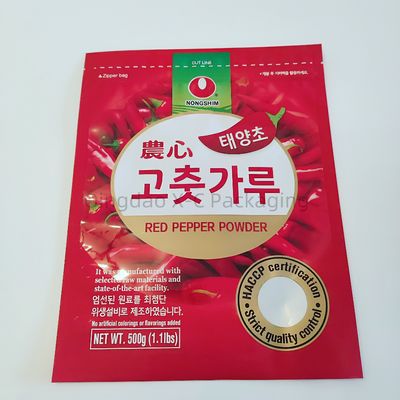 CUT LINE
▲Zipper bag
NONGSHIM
農心
태양초
고춧가루
Qingdao X-C Packaging
RED PEPPER POWDER
It was manufactured with
selected raw materials and
state-of-the-art facility.
엄선된 원료를 최첨단
위생설비로 제조하였습니다.
No artificial colorings or flavorings added
NET WT. 500g (1.1lbs)
· HACCP certification ·
Strict quality control